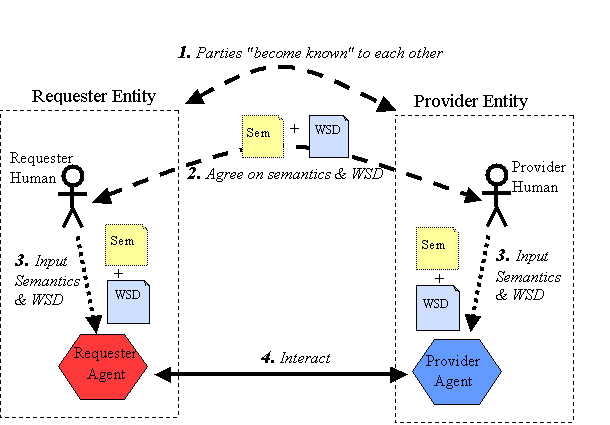 1. Parties "become known" to each other
Requester Entity
Provider Entity
Sem
+
WSD
Requester
Human
Provider
Human
2. Agree on semantics & WSD
Sem
+
WSD
3. Input
Semantics
& WSD
Sem
+
WSD
3. Input
Semantics
& WSD
Requester
Agent
4. Interact
Provider
Agent